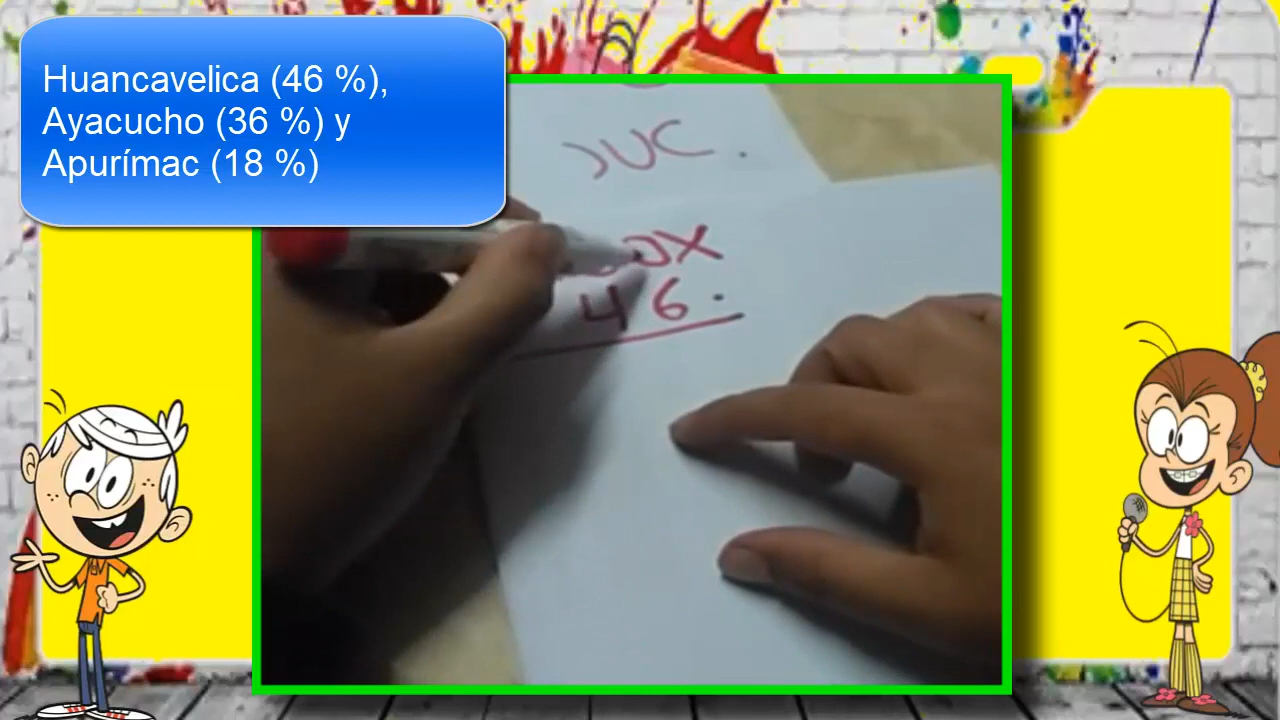 Huancavelica (46 %),
Ayacucho (36 %) y
Apurímac (18 %)
46.